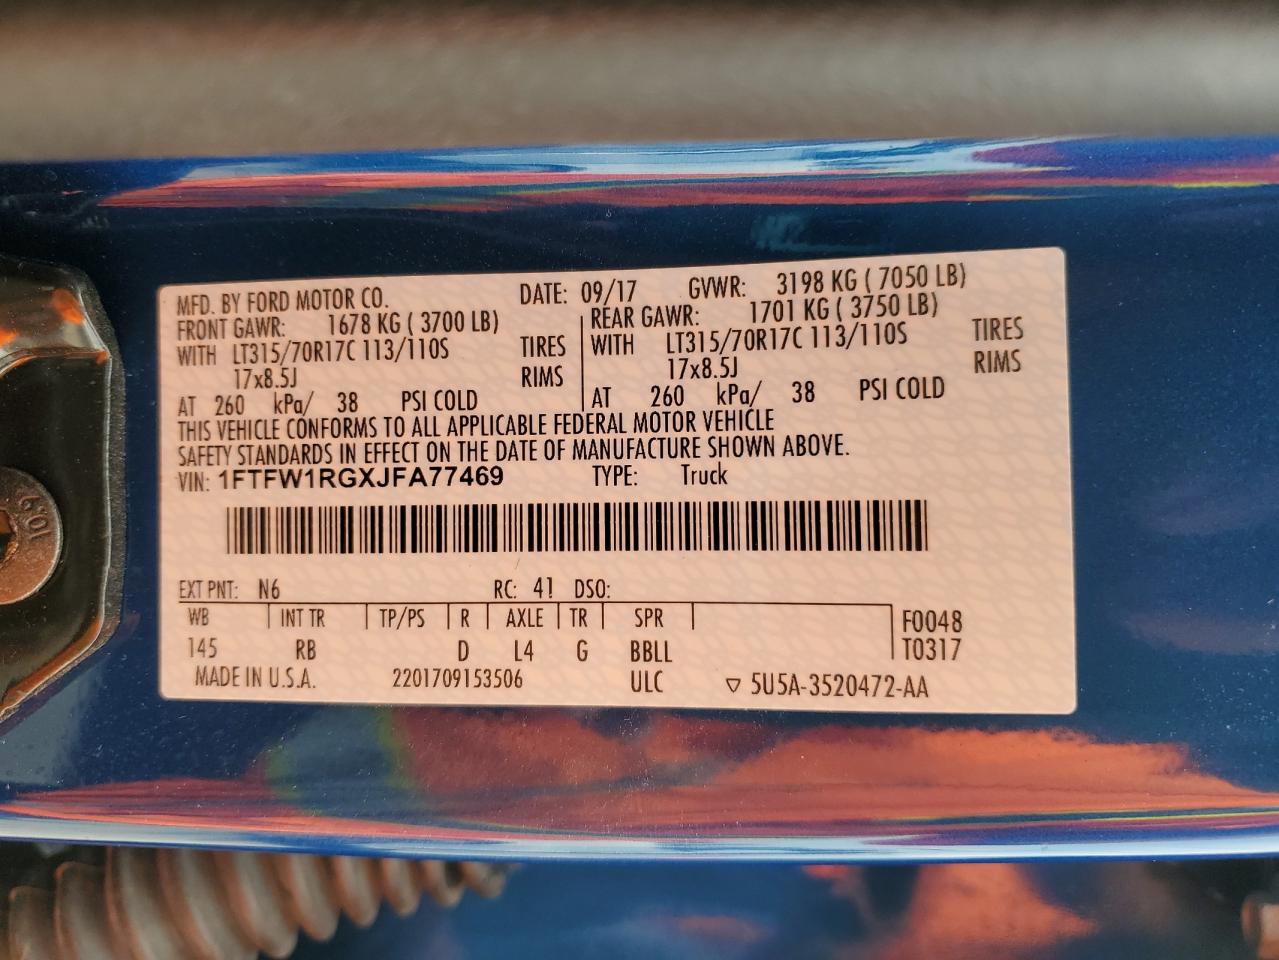 MFD. BY FORD MOTOR CO. DATE: 09/17 GVWR: 3198 KG ( 7050 LB)
FRONT GAWR: 1678 KG ( 3700 LB) REAR GAWR: 1701 KG ( 3750 LB)
WITH LT315/70R17C 113/110S TIRES WITH LT315/70R17C 113/110S TIRES
17x8.5J RIMS 17x8.5J RIMS
AT 260 kPa/ 38 PSI COLD AT 260 kPa/ 38 PSI COLD
THIS VEHICLE CONFORMS TO ALL APPLICABLE FEDERAL MOTOR VEHICLE
SAFETY STANDARDS IN EFFECT ON THE DATE OF MANUFACTURE SHOWN ABOVE.
VIN: 1FTFW1RGXJFA77469 TYPE: Truck
EXT PNT: N6 RC: 41 DSO:
WB INT TR TP/PS R AXLE TR SPR F0048
145 RB D L4 G BBLL T0317
MADE IN U.S.A. 2201709153506 ULC ▽ 5U5A-3520472-AA
10.9